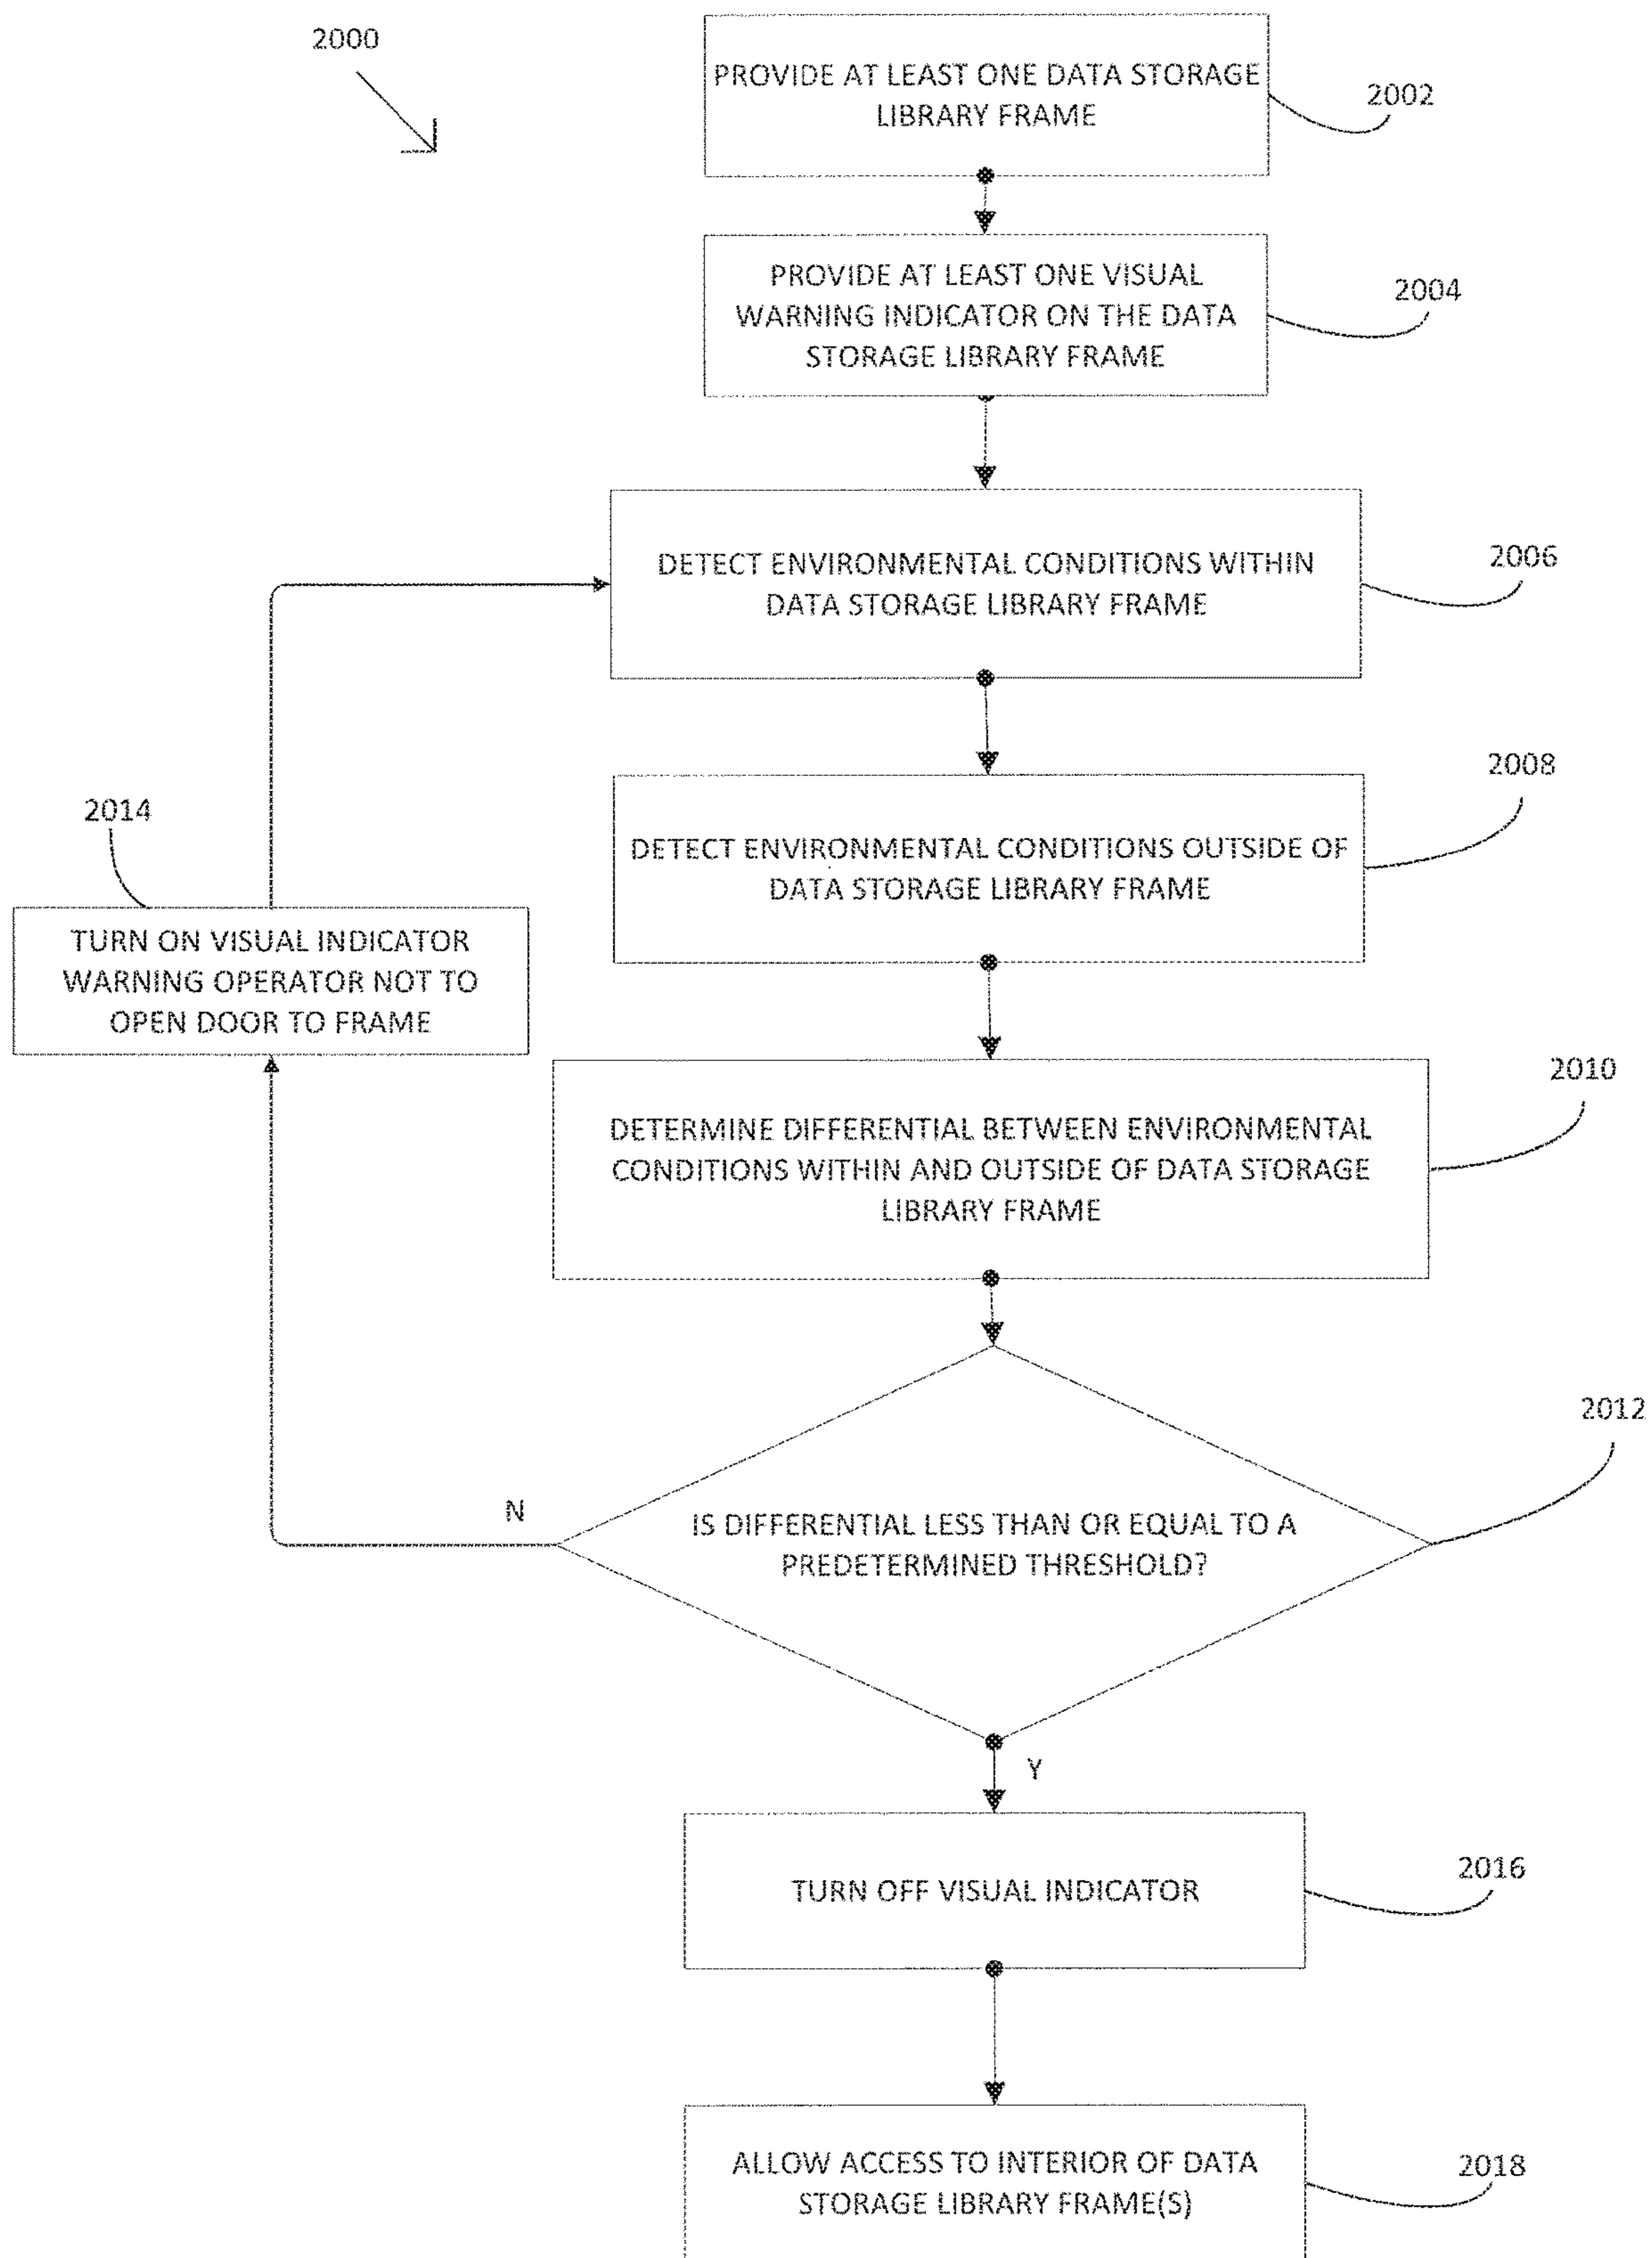 2000
PROVIDE AT LEAST ONE DATA STORAGE
LIBRARY FRAME
2002
PROVIDE AT LEAST ONE VISUAL
WARNING INDICATOR ON THE DATA
STORAGE LIBRARY FRAME
2004
DETECT ENVIRONMENTAL CONDITIONS WITHIN
DATA STORAGE LIBRARY FRAME
2006
DETECT ENVIRONMENTAL CONDITIONS OUTSIDE OF
DATA STORAGE LIBRARY FRAME
2008
2014
TURN ON VISUAL INDICATOR
WARNING OPERATOR NOT TO
OPEN DOOR TO FRAME
DETERMINE DIFFERENTIAL BETWEEN ENVIRONMENTAL
CONDITIONS WITHIN AND OUTSIDE OF DATA STORAGE
LIBRARY FRAME
2010
IS DIFFERENTIAL LESS THAN OR EQUAL TO A
PREDETERMINED THRESHOLD?
2012
N
Y
TURN OFF VISUAL INDICATOR
2016
ALLOW ACCESS TO INTERIOR OF DATA
STORAGE LIBRARY FRAME(S)
2018